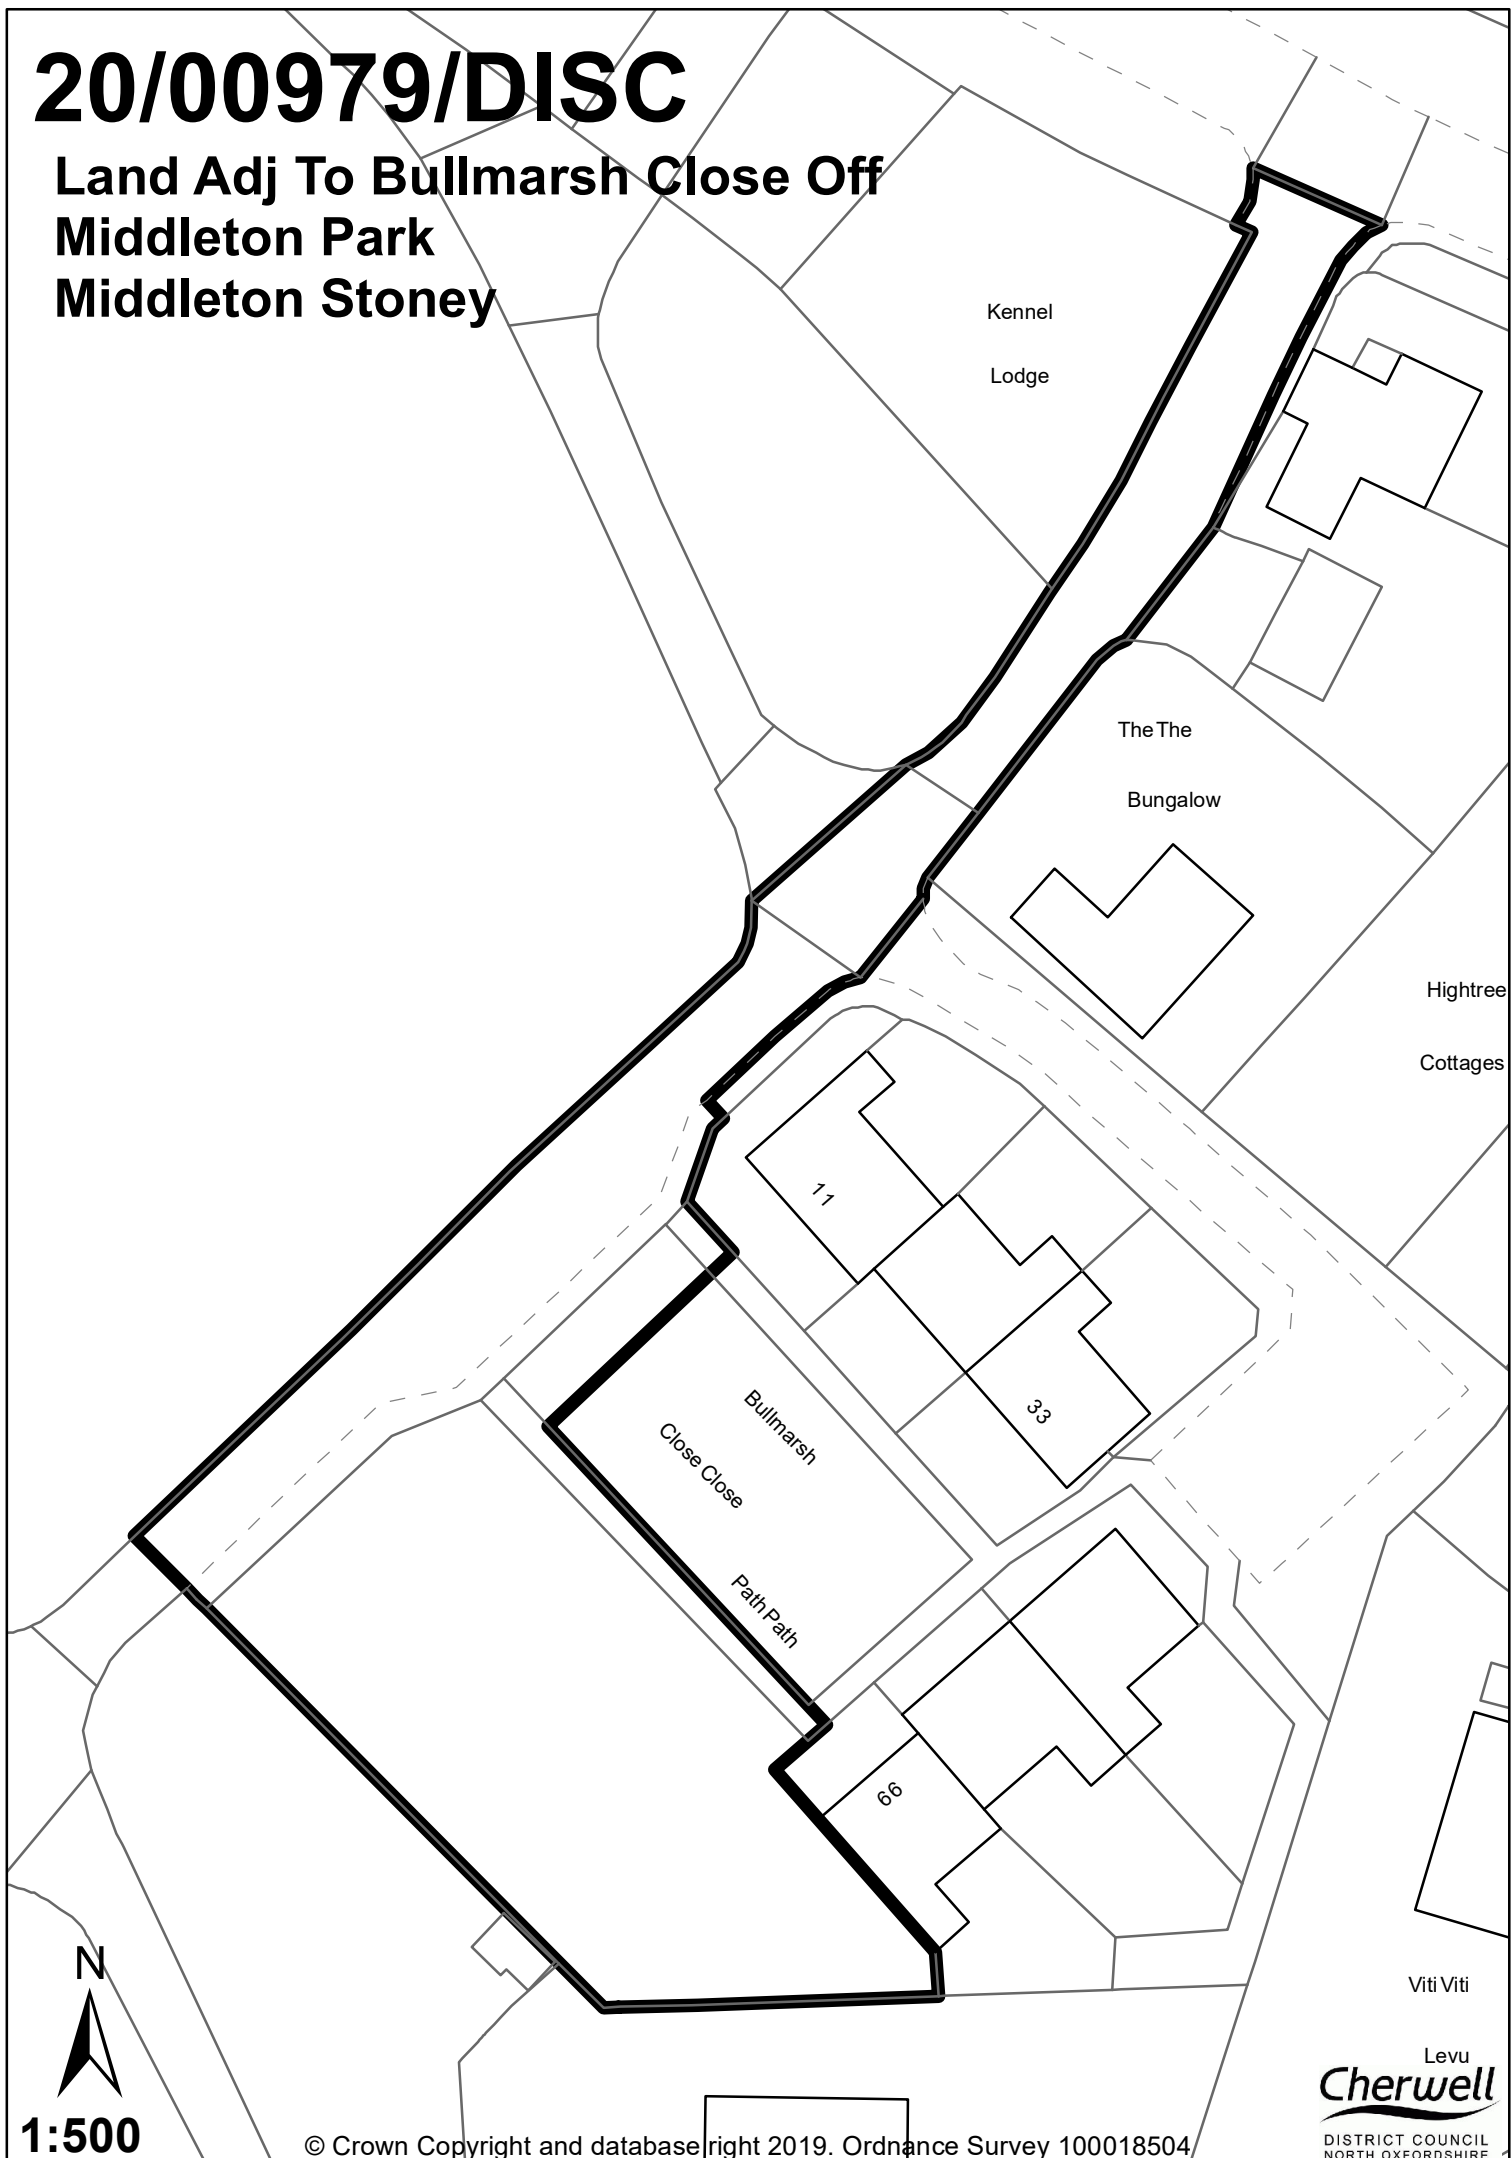 20/00979/DISC
Land Adj To Bullmarsh Close Off
Middleton Park
Middleton Stoney
Kennel
Lodge
The The
Bungalow
Hightree
Cottages
11
33
Bullmarsh
Close Close
Path Path
66
N
1:500
Viti Viti
Levu
Cherwell
DISTRICT COUNCIL
NORTH OXFORDSHIRE
© Crown Copyright and database right 2019. Ordnance Survey 100018504